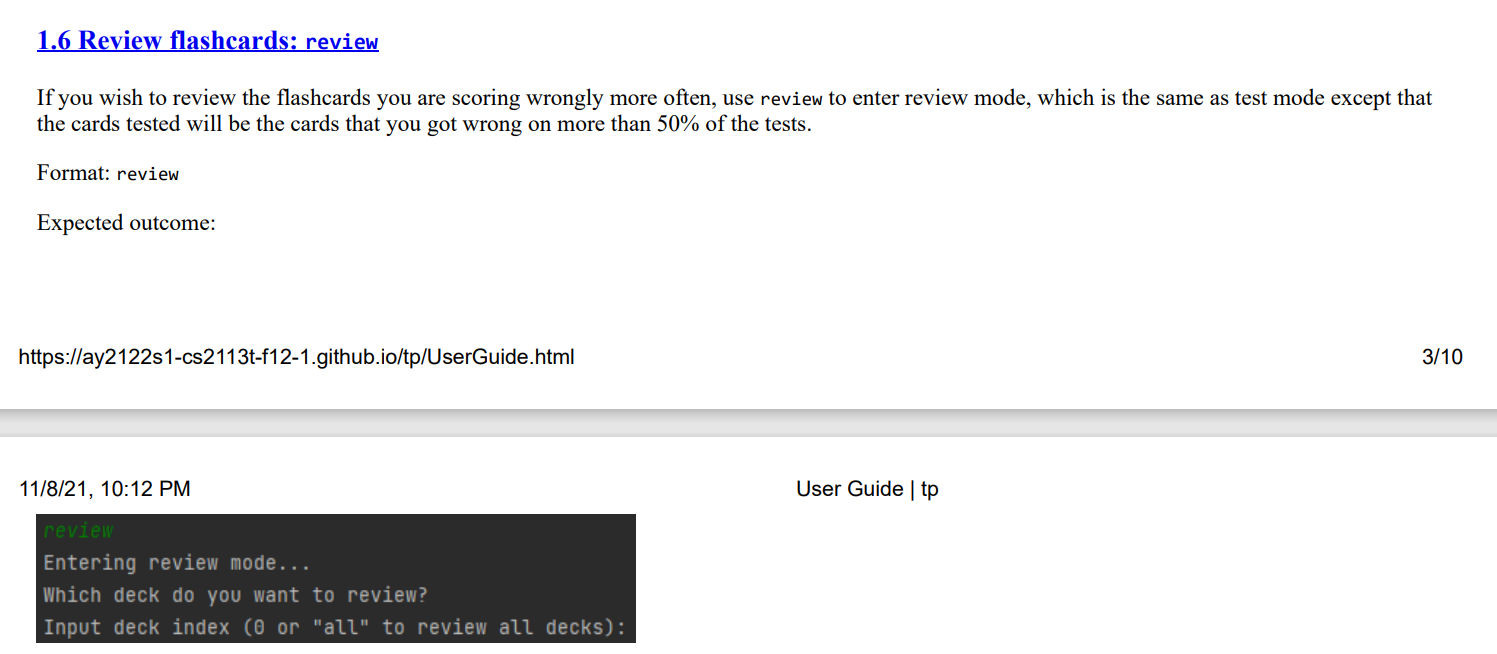 1.6 Review flashcards: review
If you wish to review the flashcards you are scoring wrongly more often, use review to enter review mode, which is the same as test mode except that
the cards tested will be the cards that you got wrong on more than 50% of the tests.
Format: review
Expected outcome:
https://ay2122s1-cs2113t-f12-1.github.io/tp/UserGuide.html 3/10
11/8/21, 10:12 PM User Guide | tp
review
Entering review mode...
Which deck do you want to review?
Input deck index (0 or "all" to review all decks):